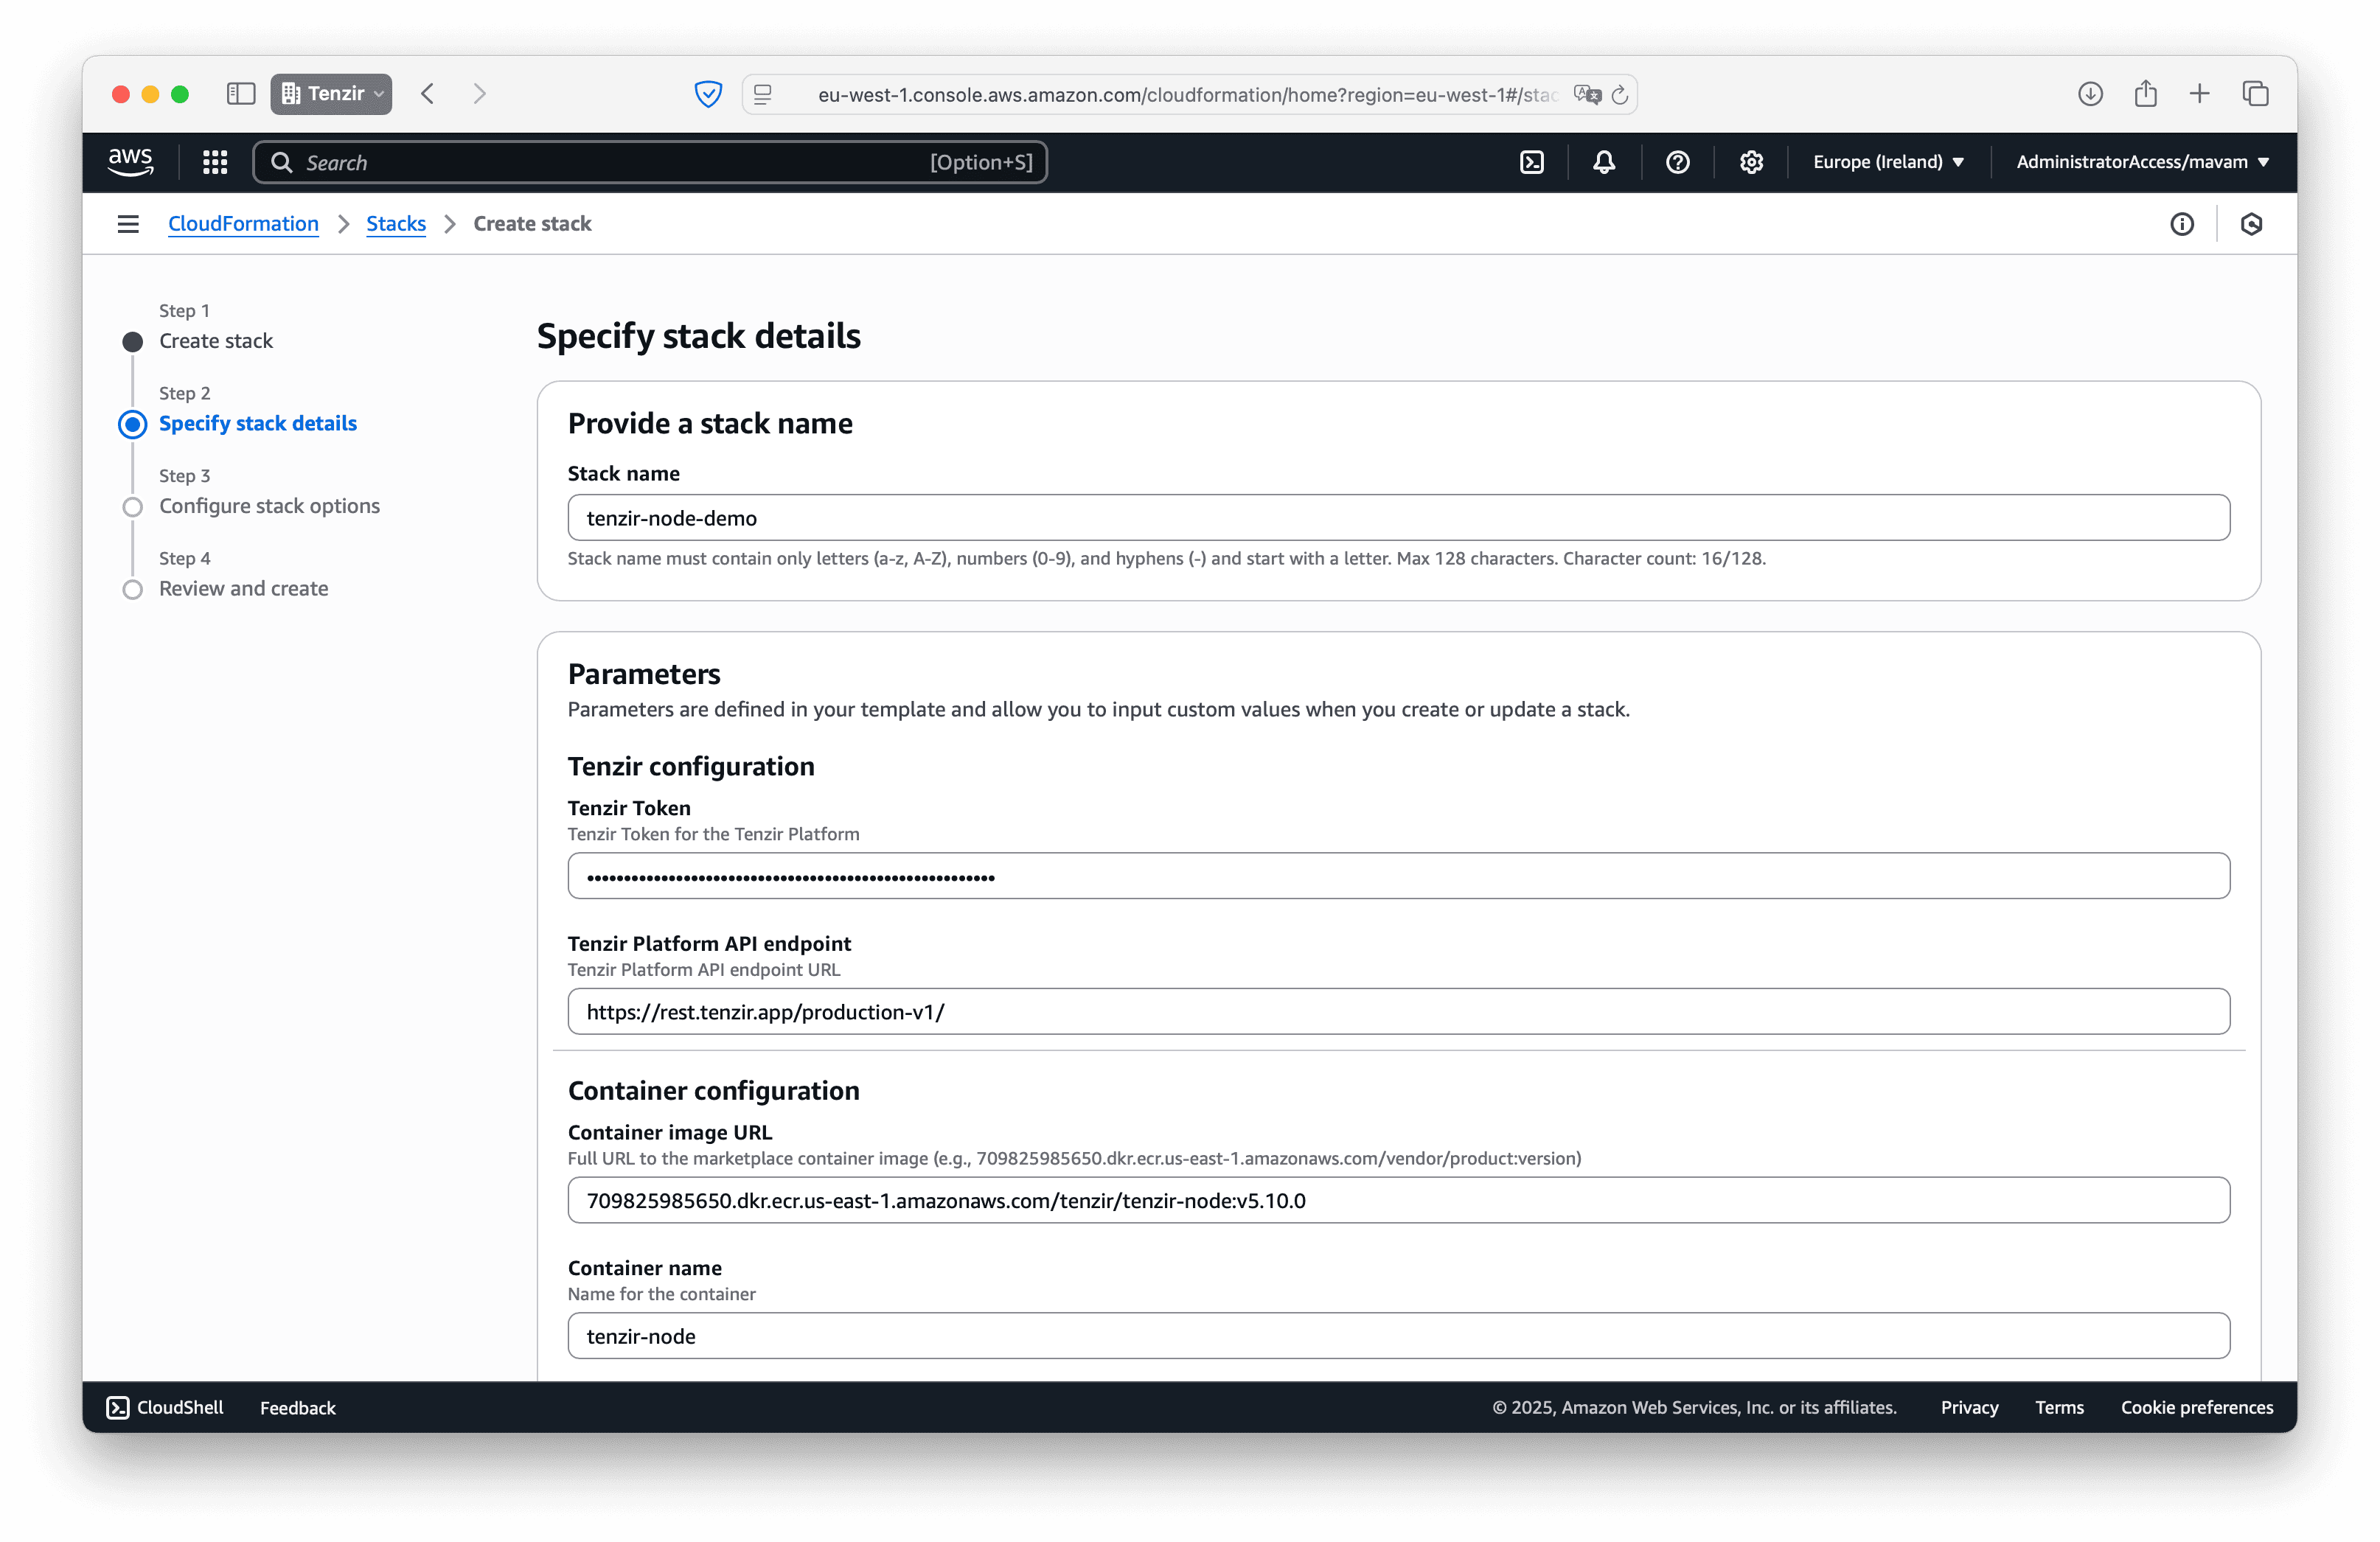 Tenzir
eu-west-1.console.aws.amazon.com/cloudformation/home?region=eu-west-1#/stac
aws
Search
[Option+S]
Europe (Ireland)
AdministratorAccess/mavam
CloudFormation
Stacks
Create stack
Step 1
Create stack
Step 2
Specify stack details
Step 3
Configure stack options
Step 4
Review and create
Specify stack details
Provide a stack name
Stack name
tenzir-node-demo
Stack name must contain only letters (a-z, A-Z), numbers (0-9), and hyphens (-) and start with a letter. Max 128 characters. Character count: 16/128.
Parameters
Parameters are defined in your template and allow you to input custom values when you create or update a stack.
Tenzir configuration
Tenzir Token
Tenzir Token for the Tenzir Platform
Tenzir Platform API endpoint
Tenzir Platform API endpoint URL
https://rest.tenzir.app/production-v1/
Container configuration
Container image URL
Full URL to the marketplace container image (e.g., 709825985650.dkr.ecr.us-east-1.amazonaws.com/vendor/product:version)
709825985650.dkr.ecr.us-east-1.amazonaws.com/tenzir/tenzir-node:v5.10.0
Container name
Name for the container
tenzir-node
CloudShell
Feedback
© 2025, Amazon Web Services, Inc. or its affiliates.
Privacy
Terms
Cookie preferences